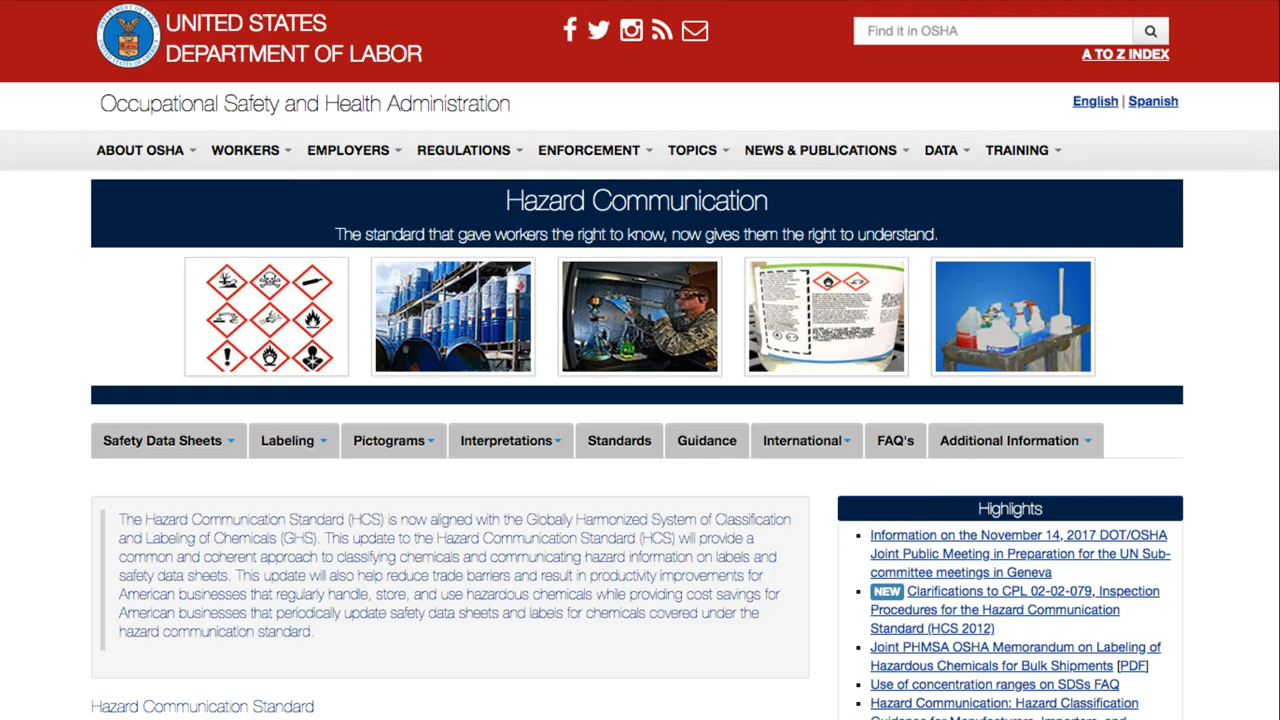 UNITED STATES
DEPARTMENT OF LABOR
Find it in OSHA
A TO Z INDEX
Occupational Safety and Health Administration
English | Spanish
ABOUT OSHA WORKERS EMPLOYERS REGULATIONS ENFORCEMENT TOPICS NEWS & PUBLICATIONS DATA TRAINING
Hazard Communication
The standard that gave workers the right to know, now gives them the right to understand.
Safety Data Sheets Labeling Pictograms Interpretations Standards Guidance International FAQ's Additional Information
The Hazard Communication Standard (HCS) is now aligned with the Globally Harmonized System of Classification
and Labeling of Chemicals (GHS). This update to the Hazard Communication Standard (HCS) will provide a
common and coherent approach to classifying chemicals and communicating hazard information on labels and
safety data sheets. This update will also help reduce trade barriers and result in productivity improvements for
American businesses that regularly handle, store, and use hazardous chemicals while providing cost savings for
American businesses that periodically update safety data sheets and labels for chemicals covered under the
hazard communication standard.
Hazard Communication Standard
Highlights
Information on the November 14, 2017 DOT/OSHA
Joint Public Meeting in Preparation for the UN Sub-
committee meetings in Geneva
NEW Clarifications to CPL 02-02-079, Inspection
Procedures for the Hazard Communication
Standard (HCS 2012)
Joint PHMSA OSHA Memorandum on Labeling of
Hazardous Chemicals for Bulk Shipments [PDF]
Use of concentration ranges on SDSs FAQ
Hazard Communication: Hazard Classification
Guidance for Manufacturers, Importers, and